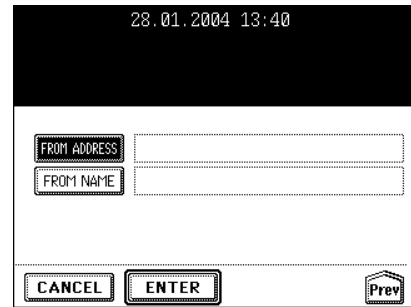 28.01.2004 13:40
FROM ADDRESS
FROM NAME
CANCEL ENTER Prev